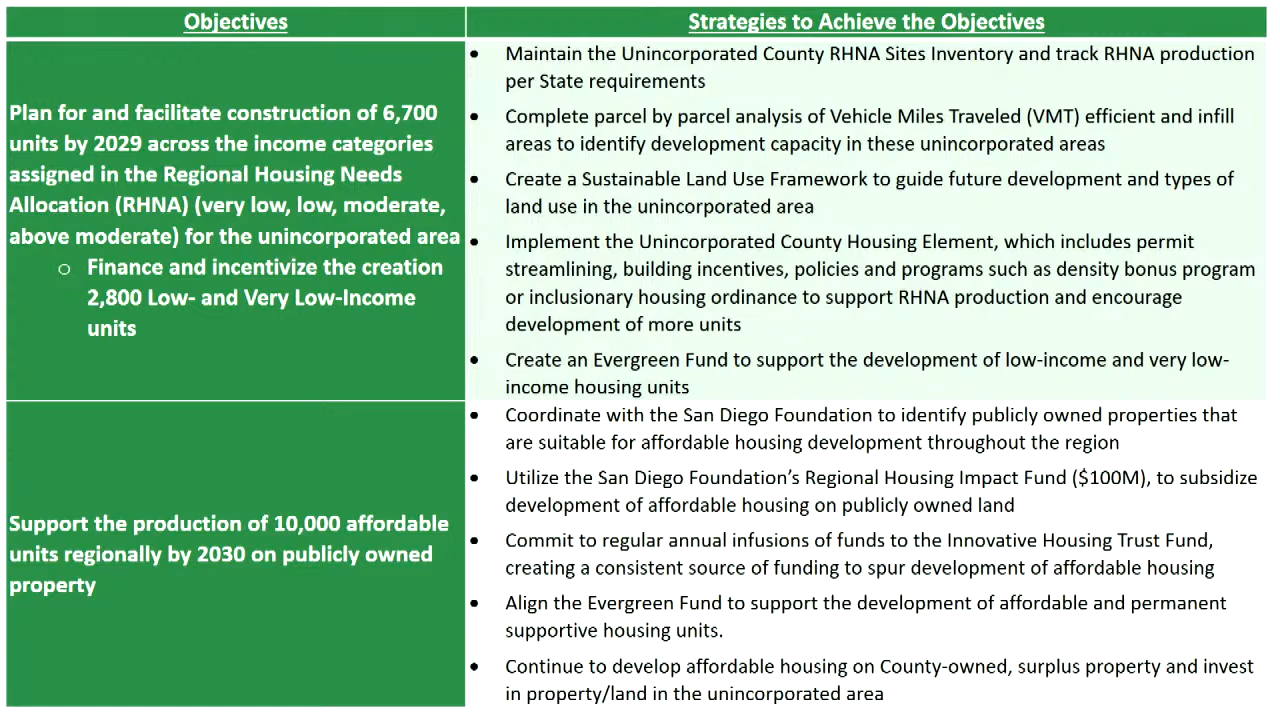 Objectives
Strategies to Achieve the Objectives
Plan for and facilitate construction of 6,700
units by 2029 across the income categories
assigned in the Regional Housing Needs
Allocation (RHNA) (very low, low, moderate,
above moderate) for the unincorporated area
o Finance and incentivize the creation
2,800 Low- and Very Low-Income
units
• Maintain the Unincorporated County RHNA Sites Inventory and track RHNA production
per State requirements
• Complete parcel by parcel analysis of Vehicle Miles Traveled (VMT) efficient and infill
areas to identify development capacity in these unincorporated areas
• Create a Sustainable Land Use Framework to guide future development and types of
land use in the unincorporated area
• Implement the Unincorporated County Housing Element, which includes permit
streamlining, building incentives, policies and programs such as density bonus program
or inclusionary housing ordinance to support RHNA production and encourage
development of more units
• Create an Evergreen Fund to support the development of low-income and very low-
income housing units
Support the production of 10,000 affordable
units regionally by 2030 on publicly owned
property
• Coordinate with the San Diego Foundation to identify publicly owned properties that
are suitable for affordable housing development throughout the region
• Utilize the San Diego Foundation’s Regional Housing Impact Fund ($100M), to subsidize
development of affordable housing on publicly owned land
• Commit to regular annual infusions of funds to the Innovative Housing Trust Fund,
creating a consistent source of funding to spur development of affordable housing
• Align the Evergreen Fund to support the development of affordable and permanent
supportive housing units.
• Continue to develop affordable housing on County-owned, surplus property and invest
in property/land in the unincorporated area